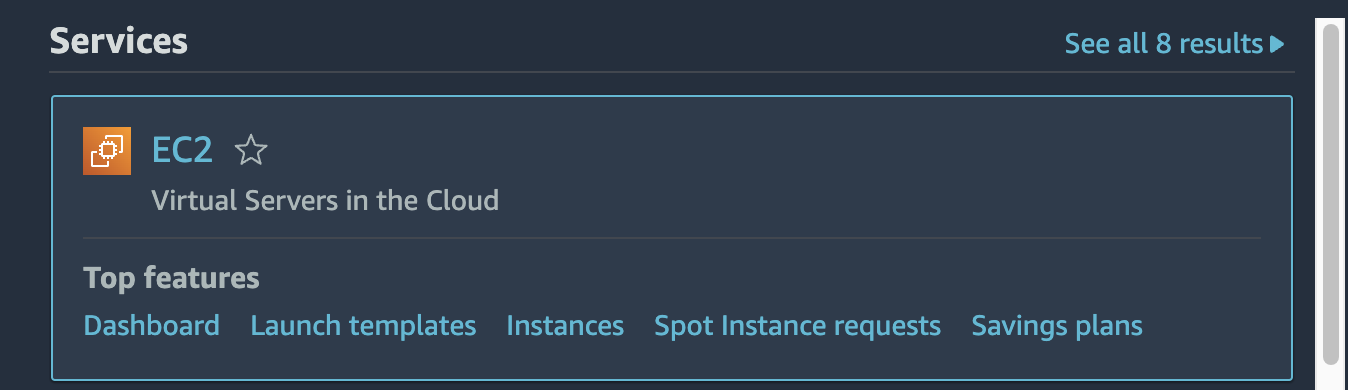 Services
See all 8 results
EC2
Virtual Servers in the Cloud
Top features
Dashboard Launch templates Instances Spot Instance requests Savings plans